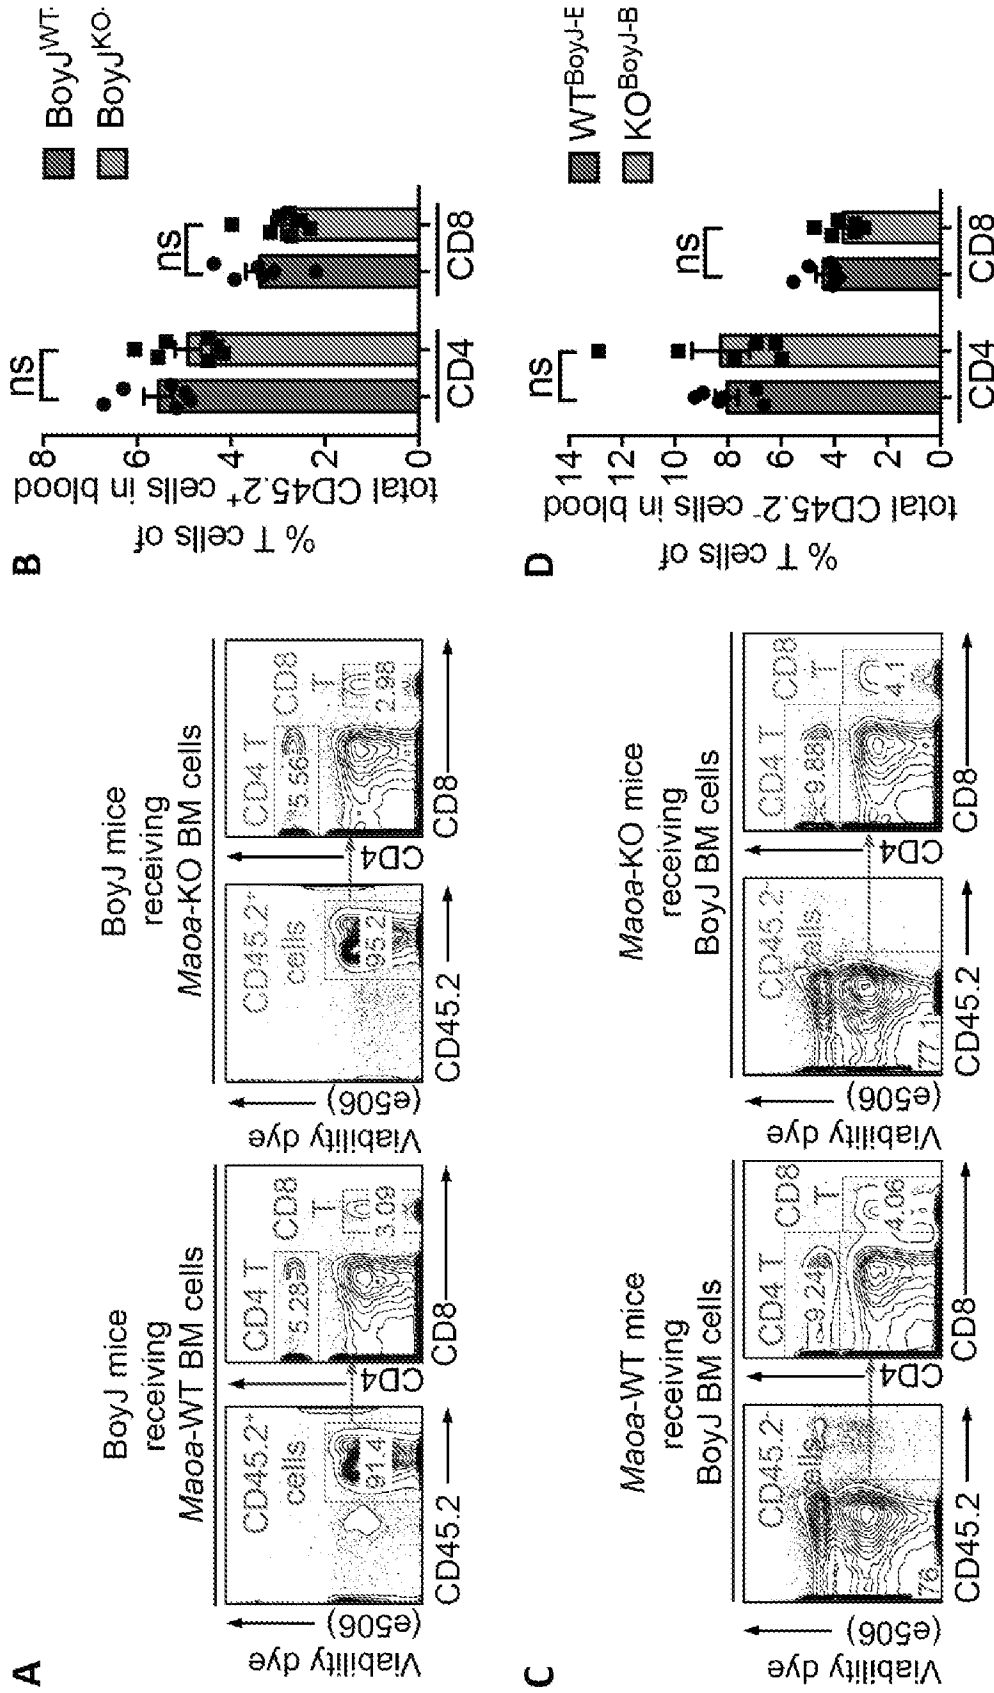 A
BoyJ mice
receiving
Maoa-WT BM cells
CD45.2+
cells
91.4
Viability dye
(e506)
CD45.2
CD4 T
5.28
CD8
T
3.09
CD4
CD8
BoyJ mice
receiving
Maoa-KO BM cells
CD45.2+
cells
95.2
Viability dye
(e506)
CD45.2
CD4 T
5.56
CD8
T
2.98
CD4
CD8
B
% T cells of
total CD45.2+ cells in blood
8
6
4
2
0
ns
ns
CD4
CD8
BoyJWT-
BoyJKO-
C
Maoa-WT mice
receiving
BoyJ BM cells
CD45.2-
cells
76
Viability dye
(e506)
CD45.2
CD4 T
9.24
CD8
T
4.06
CD4
CD8
Maoa-KO mice
receiving
BoyJ BM cells
CD45.2-
cells
77.1
Viability dye
(e506)
CD45.2
CD4 T
9.88
CD8
T
4.1
CD4
CD8
D
% T cells of
total CD45.2- cells in blood
14
12
10
8
6
4
2
0
ns
ns
CD4
CD8
WTBoyJ-E
KOBoyJ-B